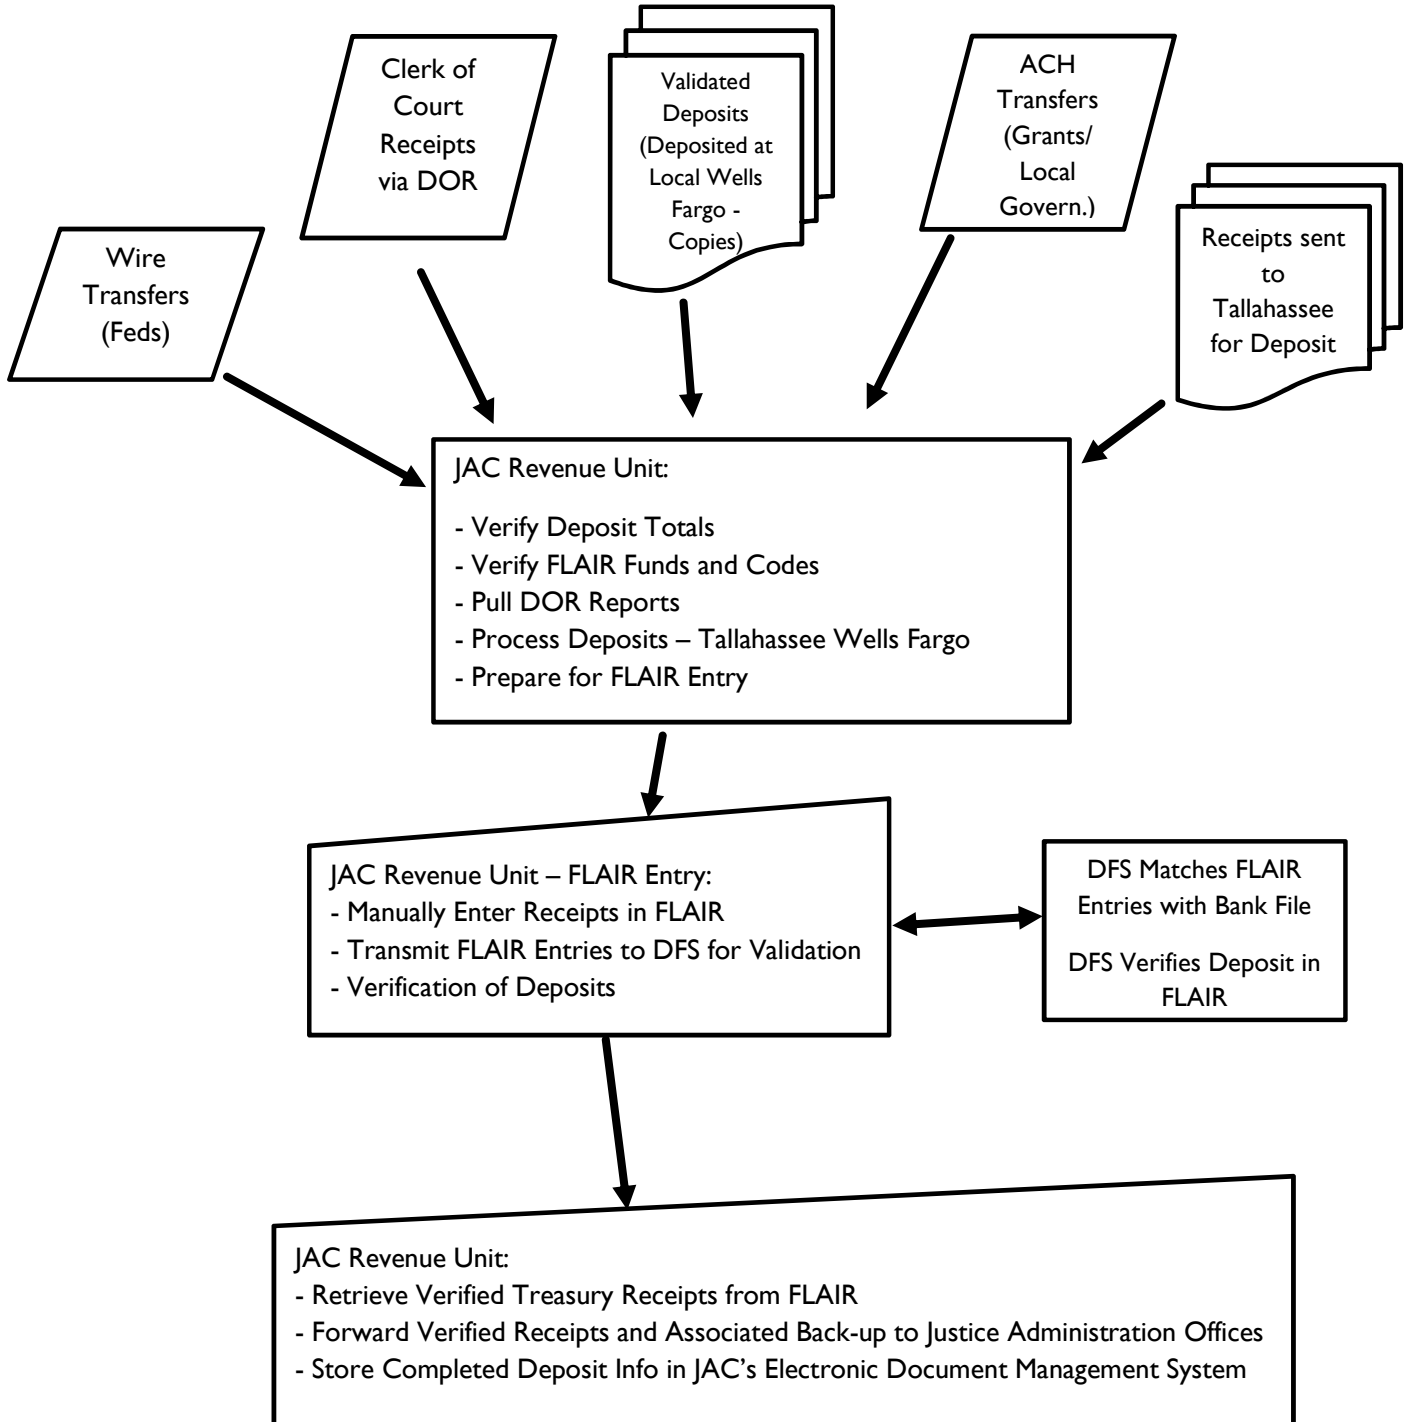 Wire
Transfers
(Feds)
Clerk of
Court
Receipts
via DOR
Validated
Deposits
(Deposited at
Local Wells
Fargo -
Copies)
ACH
Transfers
(Grants/
Local
Govern.)
Receipts sent
to
Tallahassee
for Deposit
JAC Revenue Unit:
- Verify Deposit Totals
- Verify FLAIR Funds and Codes
- Pull DOR Reports
- Process Deposits – Tallahassee Wells Fargo
- Prepare for FLAIR Entry
JAC Revenue Unit – FLAIR Entry:
- Manually Enter Receipts in FLAIR
- Transmit FLAIR Entries to DFS for Validation
- Verification of Deposits
DFS Matches FLAIR
Entries with Bank File
DFS Verifies Deposit in
FLAIR
JAC Revenue Unit:
- Retrieve Verified Treasury Receipts from FLAIR
- Forward Verified Receipts and Associated Back-up to Justice Administration Offices
- Store Completed Deposit Info in JAC’s Electronic Document Management System